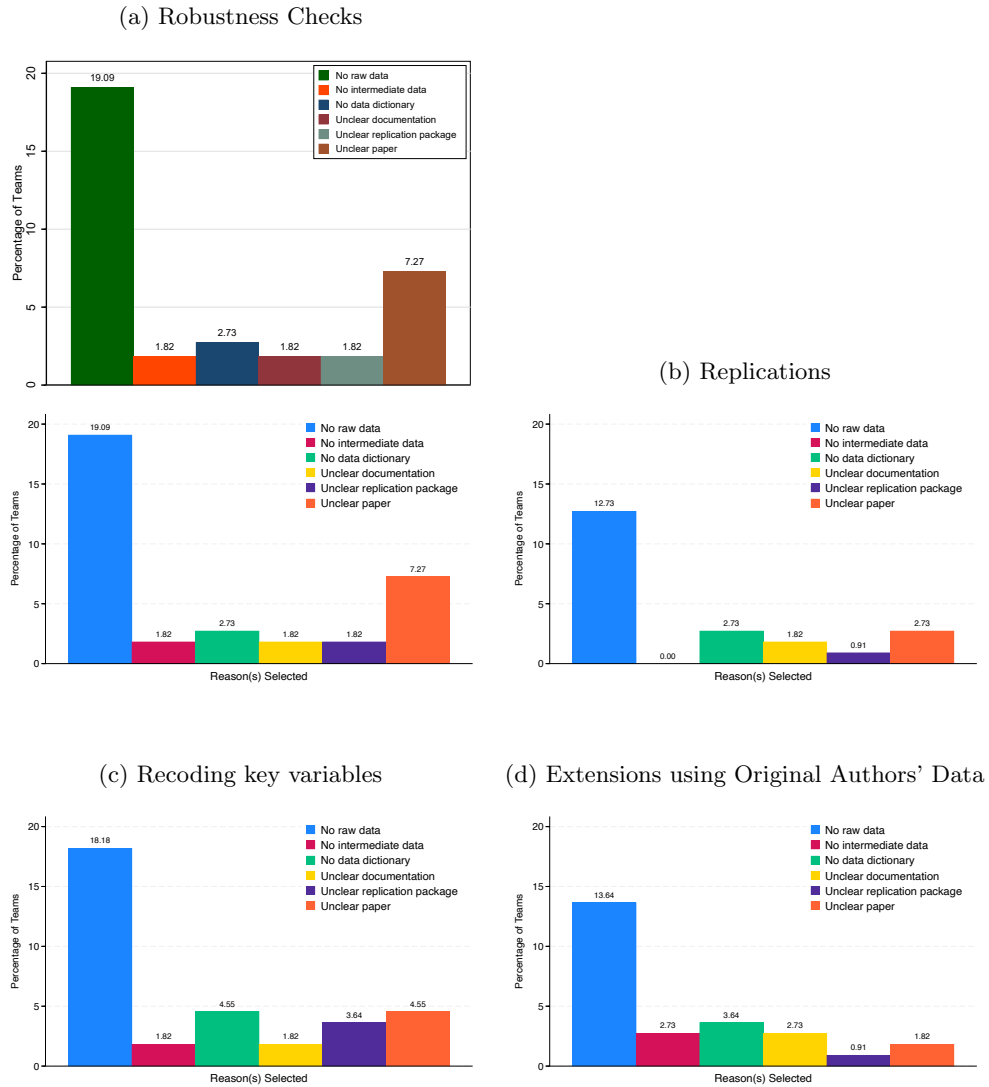 (a) Robustness Checks
Percentage of Teams
20
15
10
5
0
19.09
1.82
2.73
1.82
1.82
7.27
No raw data
No intermediate data
No data dictionary
Unclear documentation
Unclear replication package
Unclear paper
Percentage of Teams
20
15
10
5
0
19.09
1.82
2.73
1.82
1.82
7.27
No raw data
No intermediate data
No data dictionary
Unclear documentation
Unclear replication package
Unclear paper
Reason(s) Selected
(b) Replications
Percentage of Teams
20
15
10
5
0
12.73
0.00
2.73
1.82
0.91
2.73
No raw data
No intermediate data
No data dictionary
Unclear documentation
Unclear replication package
Unclear paper
Reason(s) Selected
(c) Recoding key variables
Percentage of Teams
20
15
10
5
0
18.18
1.82
4.55
1.82
3.64
4.55
No raw data
No intermediate data
No data dictionary
Unclear documentation
Unclear replication package
Unclear paper
Reason(s) Selected
(d) Extensions using Original Authors’ Data
Percentage of Teams
20
15
10
5
0
13.64
2.73
3.64
2.73
0.91
1.82
No raw data
No intermediate data
No data dictionary
Unclear documentation
Unclear replication package
Unclear paper
Reason(s) Selected